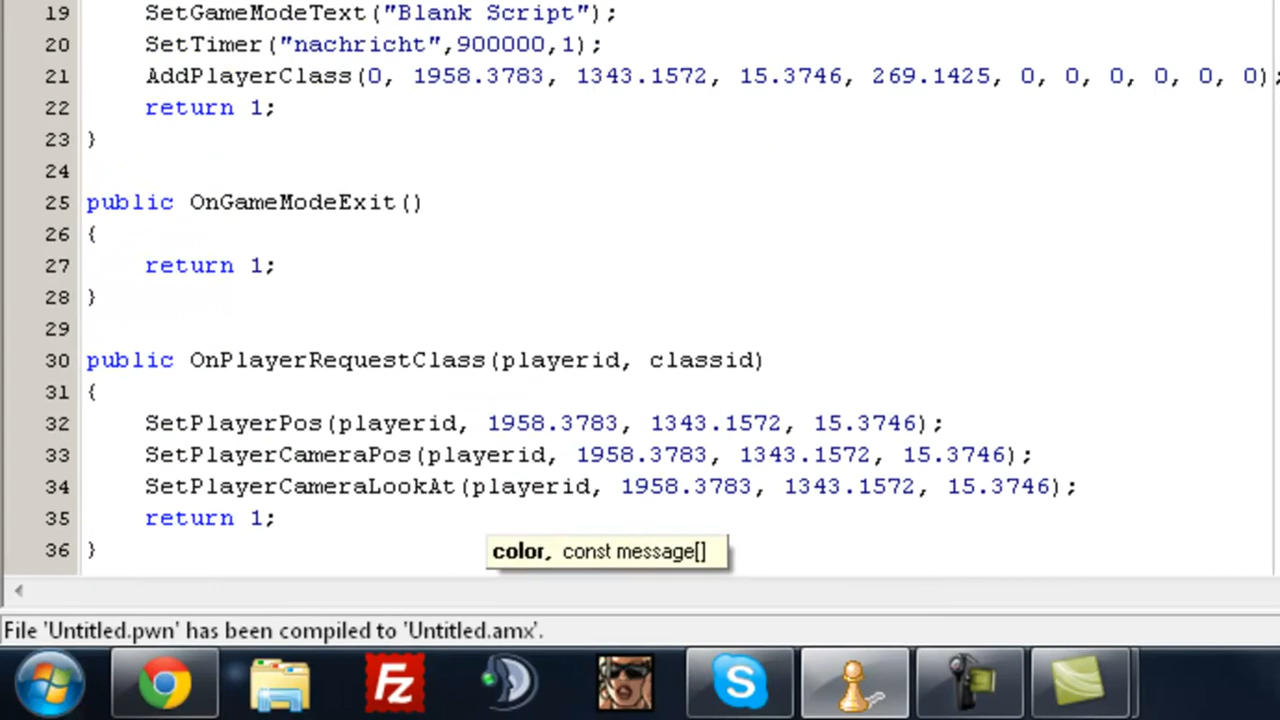 19 SetGameModeText("Blank Script");
20 SetTimer("nachricht",900000,1);
21 AddPlayerClass(0, 1958.3783, 1343.1572, 15.3746, 269.1425, 0, 0, 0, 0, 0, 0);
22 return 1;
23 }
24
25 public OnGameModeExit()
26 {
27 return 1;
28 }
29
30 public OnPlayerRequestClass(playerid, classid)
31 {
32 SetPlayerPos(playerid, 1958.3783, 1343.1572, 15.3746);
33 SetPlayerCameraPos(playerid, 1958.3783, 1343.1572, 15.3746);
34 SetPlayerCameraLookAt(playerid, 1958.3783, 1343.1572, 15.3746);
35 return 1;
36 }
color, const message[]
File 'Untitled.pwn' has been compiled to 'Untitled.amx'.
Fz
S